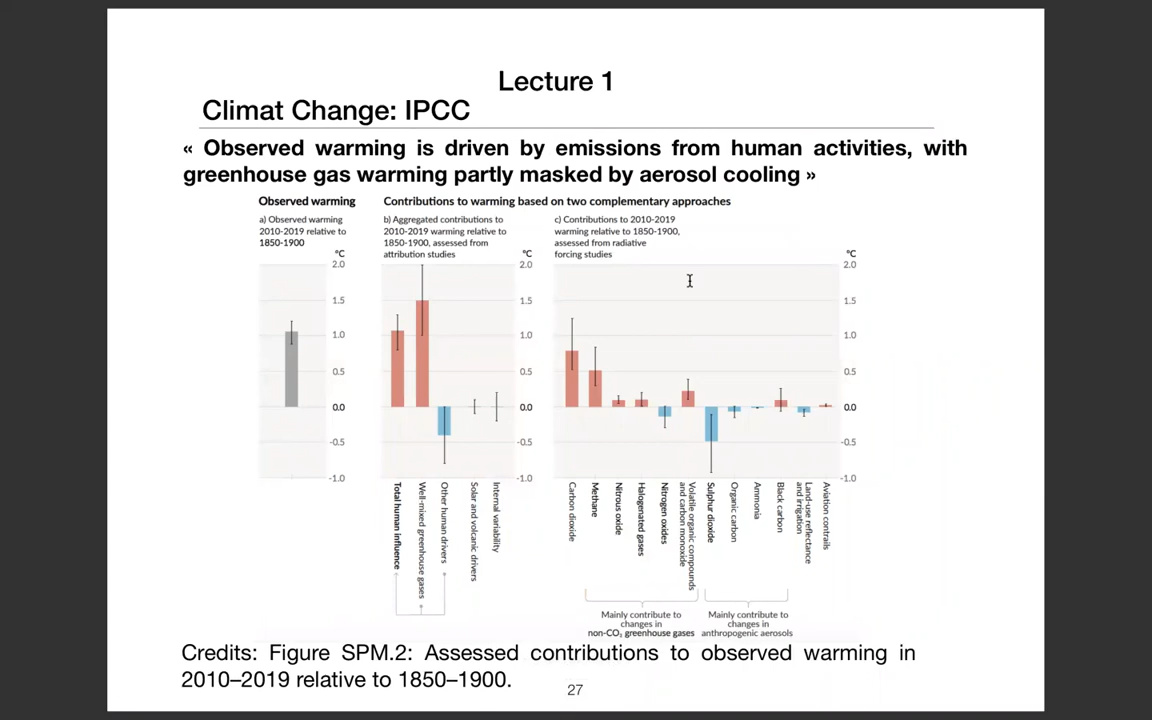 Lecture 1
Climat Change: IPCC
« Observed warming is driven by emissions from human activities, with
greenhouse gas warming partly masked by aerosol cooling »
Observed warming
Contributions to warming based on two complementary approaches
a) Observed warming
2010-2019 relative to
1850-1900
b) Aggregated contributions to
2010-2019 warming relative to
1850-1900, assessed from
attribution studies
c) Contributions to 2010-2019
warming relative to 1850-1900,
assessed from radiative
forcing studies
°C
2.0
1.5
1.0
0.5
0.0
-0.5
-1.0
°C
2.0
1.5
1.0
0.5
0.0
-0.5
-1.0
°C
2.0
1.5
1.0
0.5
0.0
-0.5
-1.0
Total human influence
Well-mixed greenhouse gases
Other human drivers
Solar and volcanic drivers
Internal variability
Carbon dioxide
Methane
Nitrous oxide
Halogenated gases
Nitrogen oxides
Volatile organic compounds
and carbon monoxide
Sulphur dioxide
Organic carbon
Ammonia
Black carbon
Land-use reflectance
and irrigation
Aviation contrails
Mainly contribute to
changes in
non-CO₂ greenhouse gases
Mainly contribute to
changes in
anthropogenic aerosols
Credits: Figure SPM.2: Assessed contributions to observed warming in
2010–2019 relative to 1850–1900.
27